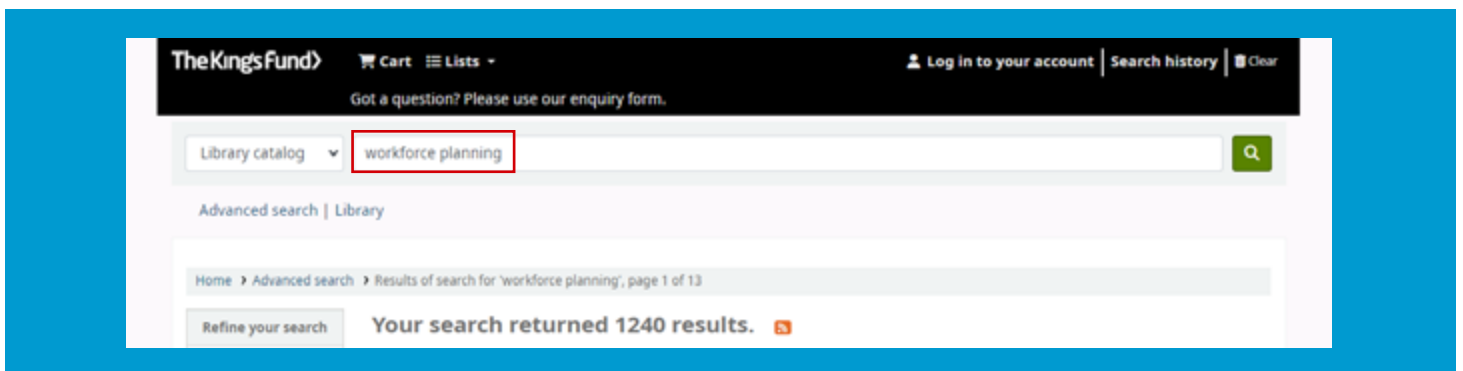 TheKingsFund>
Cart Lists
Log in to your account | Search history | Clear
Got a question? Please use our enquiry form.
Library catalog workforce planning
Advanced search | Library
Home > Advanced search > Results of search for 'workforce planning', page 1 of 13
Refine your search
Your search returned 1240 results.